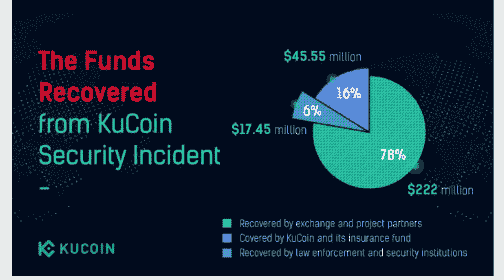 The Funds
Recovered
from KuCoin
Security Incident
$45.55 million
16%
6%
$17.45 million
78%
$222 million
Recovered by exchange and project partners
Covered by KuCoin and its insurance fund
Recovered by law enforcement and security institutions
KUCOIN